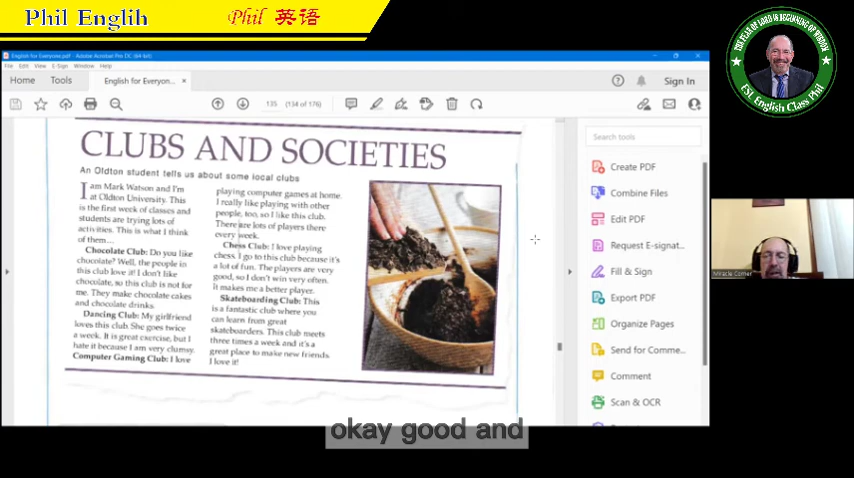 Phil Englih
Phil 英语
THE FEAR OF LORD IS BEGINNING OF WISDOM
ESL English Class Phil
English for Everyone.pdf - Adobe Acrobat Pro DC (64-bit)
File Edit View E-Sign Window Help
Home Tools English for Everyon... × Sign In
135 (134 of 176)
CLUBS AND SOCIETIES
An Oldton student tells us about some local clubs
I am Mark Watson and I'm
at Oldton University. This
is the first week of classes and
students are trying lots of
activities. This is what I think
of them...
Chocolate Club: Do you like
chocolate? Well, the people in
this club love it! I don't like
chocolate, so this club is not for
me. They make chocolate cakes
and chocolate drinks.
Dancing Club: My girlfriend
loves this club. She goes twice
a week. It is great exercise, but I
hate it because I am very clumsy.
Computer Gaming Club: I love
playing computer games at home.
I really like playing with other
people, too, so I like this club.
There are lots of players there
every week.
Chess Club: I love playing
chess. I go to this club because it's
a lot of fun. The players are very
good, so I don't win very often.
It makes me a better player.
Skateboarding Club: This
is a fantastic club where you
can learn from great
skateboarders. This club meets
three times a week and it's a
great place to make new friends.
I love it!
Search tools
Create PDF
Combine Files
Edit PDF
Request E-signat...
Fill & Sign
Export PDF
Organize Pages
Send for Comme...
Comment
Scan & OCR
Miracle Corner
okay good and